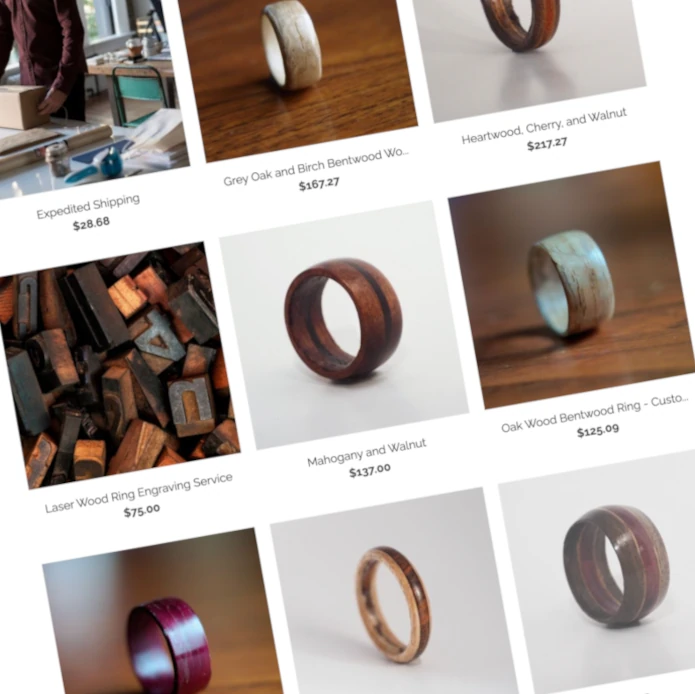 Expedited Shipping
$28.68
Grey Oak and Birch Bentwood Wo...
$167.27
Heartwood, Cherry, and Walnut
$217.27
Laser Wood Ring Engraving Service
$75.00
Mahogany and Walnut
$137.00
Oak Wood Bentwood Ring - Custo...
$125.09